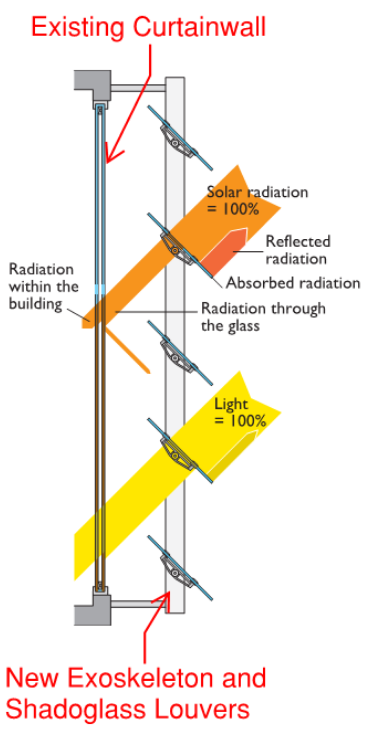 Existing Curtainwall
Solar radiation
= 100%
Reflected
radiation
Absorbed radiation
Radiation
within the
building
Radiation through
the glass
Light
= 100%
New Exoskeleton and
Shadoglass Louvers